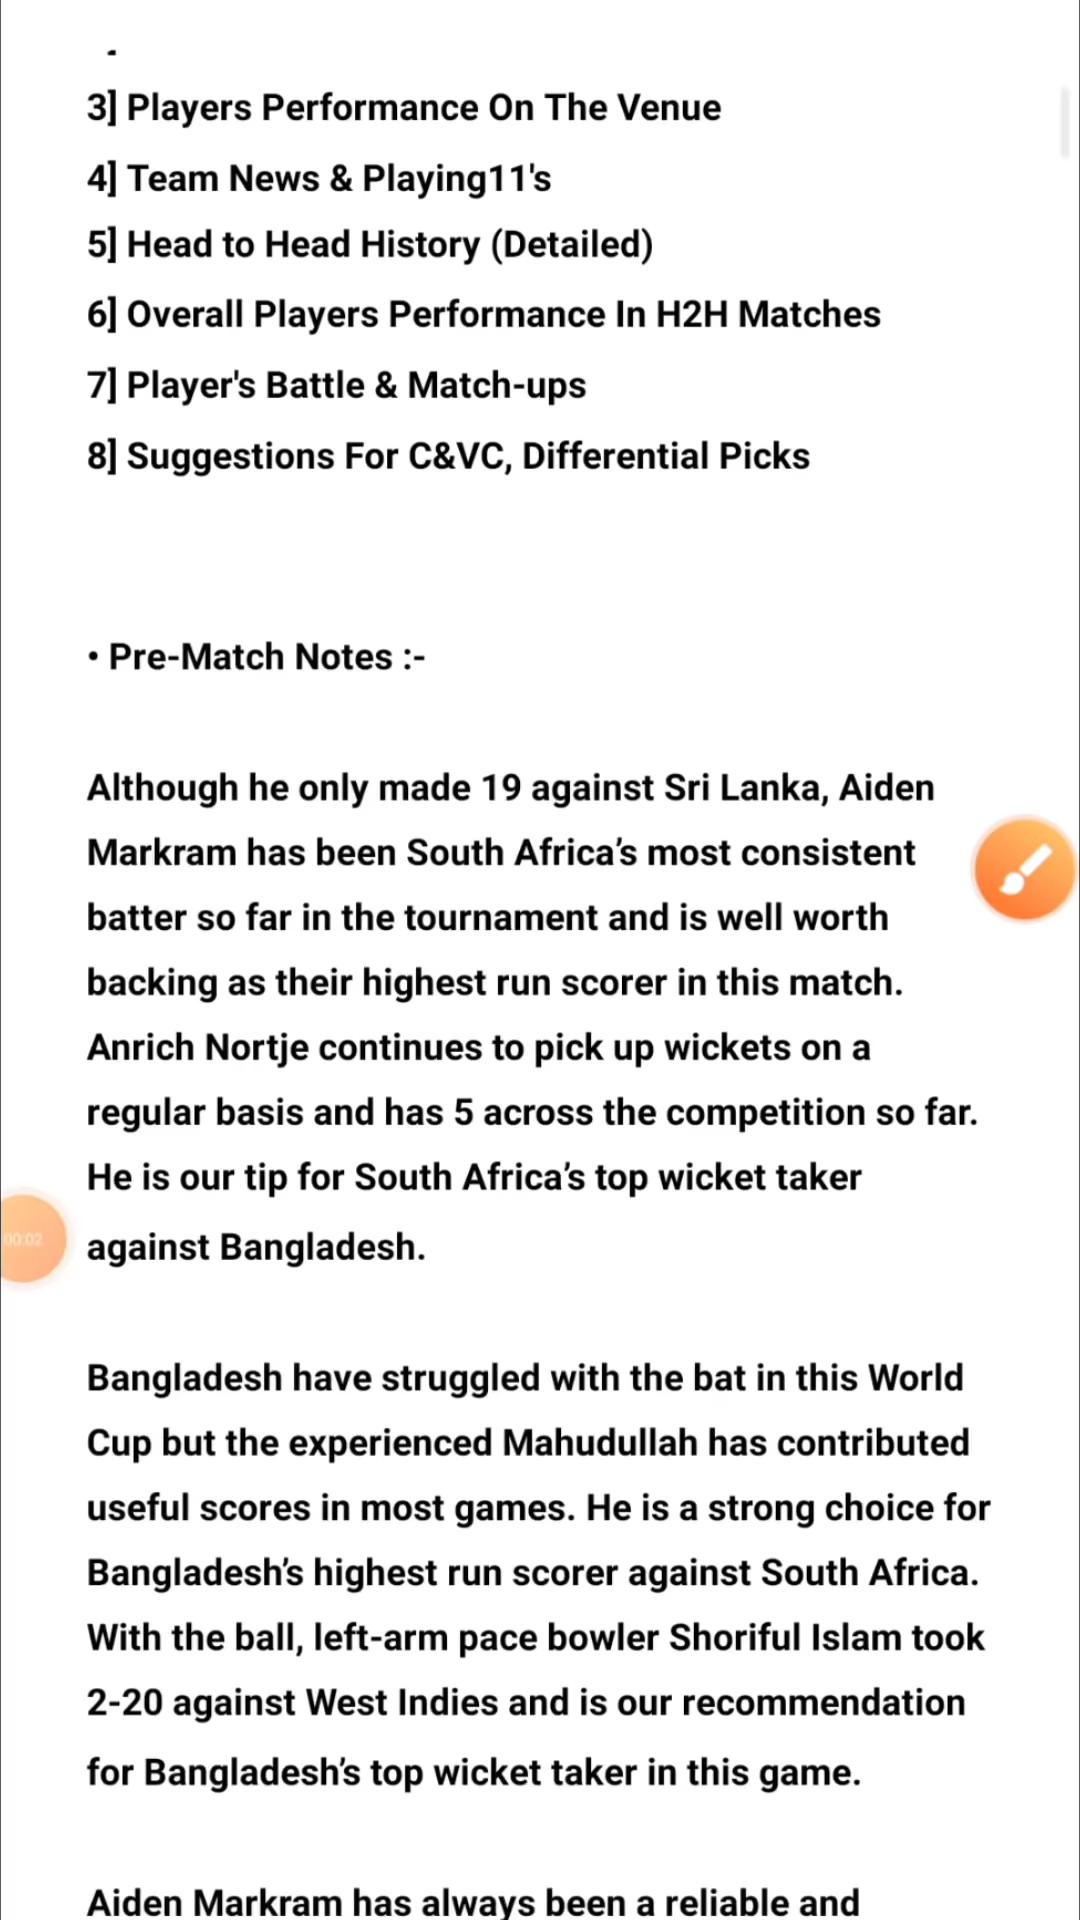 3] Players Performance On The Venue
4] Team News & Playing11's
5] Head to Head History (Detailed)
6] Overall Players Performance In H2H Matches
7] Player's Battle & Match-ups
8] Suggestions For C&VC, Differential Picks
• Pre-Match Notes :-
Although he only made 19 against Sri Lanka, Aiden
Markram has been South Africa’s most consistent
batter so far in the tournament and is well worth
backing as their highest run scorer in this match.
Anrich Nortje continues to pick up wickets on a
regular basis and has 5 across the competition so far.
He is our tip for South Africa’s top wicket taker
00:02
against Bangladesh.
Bangladesh have struggled with the bat in this World
Cup but the experienced Mahudullah has contributed
useful scores in most games. He is a strong choice for
Bangladesh’s highest run scorer against South Africa.
With the ball, left-arm pace bowler Shoriful Islam took
2-20 against West Indies and is our recommendation
for Bangladesh’s top wicket taker in this game.
Aiden Markram has always been a reliable and